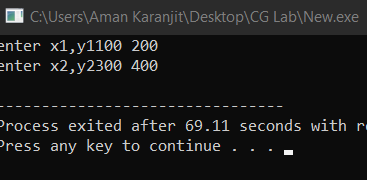 C:\Users\Aman Karanjit\Desktop\CG Lab\New.exe
enter x1,y1100 200
enter x2,y2300 400
--------------------------------
Process exited after 69.11 seconds with
Press any key to continue . . .